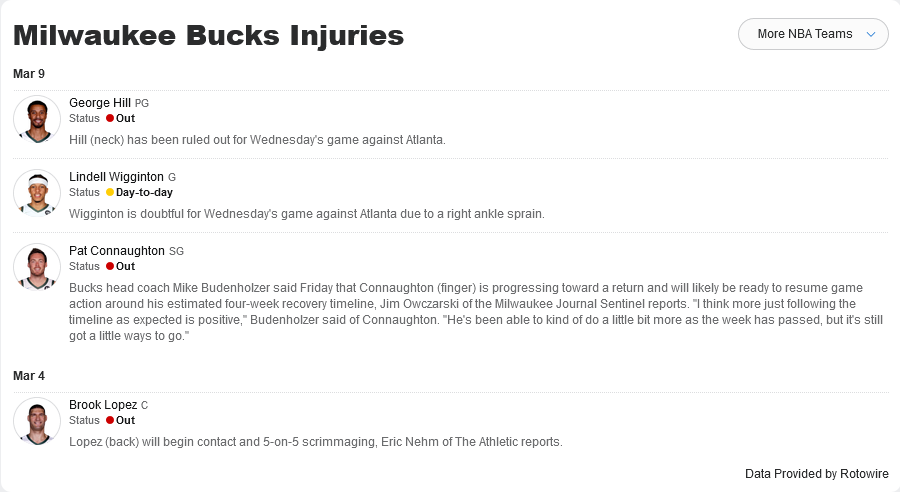 Milwaukee Bucks Injuries
More NBA Teams
Mar 9
George Hill PG
Status Out
Hill (neck) has been ruled out for Wednesday's game against Atlanta.
Lindell Wigginton G
Status Day-to-day
Wigginton is doubtful for Wednesday's game against Atlanta due to a right ankle sprain.
Pat Connaughton SG
Status Out
Bucks head coach Mike Budenholzer said Friday that Connaughton (finger) is progressing toward a return and will likely be ready to resume game
action around his estimated four-week recovery timeline, Jim Owczarski of the Milwaukee Journal Sentinel reports. "I think more just following the
timeline as expected is positive," Budenholzer said of Connaughton. "He's been able to kind of do a little bit more as the week has passed, but it's still
got a little ways to go."
Mar 4
Brook Lopez C
Status Out
Lopez (back) will begin contact and 5-on-5 scrimmaging, Eric Nehm of The Athletic reports.
Data Provided by Rotowire